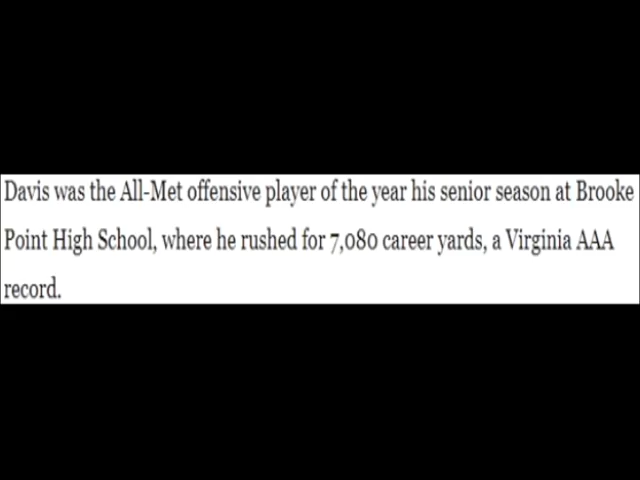 Davis was the All-Met offensive player of the year his senior season at Brooke
Point High School, where he rushed for 7,080 career yards, a Virginia AAA
record.